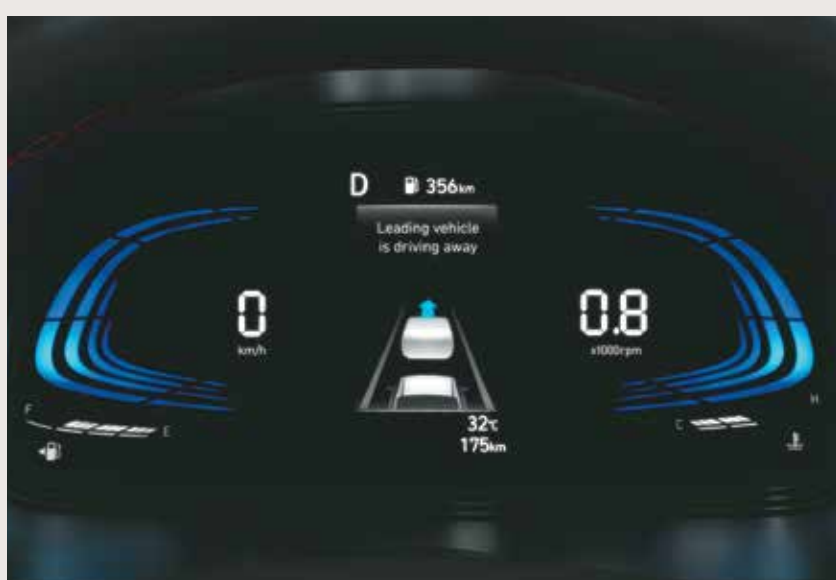 D 356km
Leading vehicle
is driving away
0
km/h
0.8
x1000rpm
F
E
C
H
32℃
175km